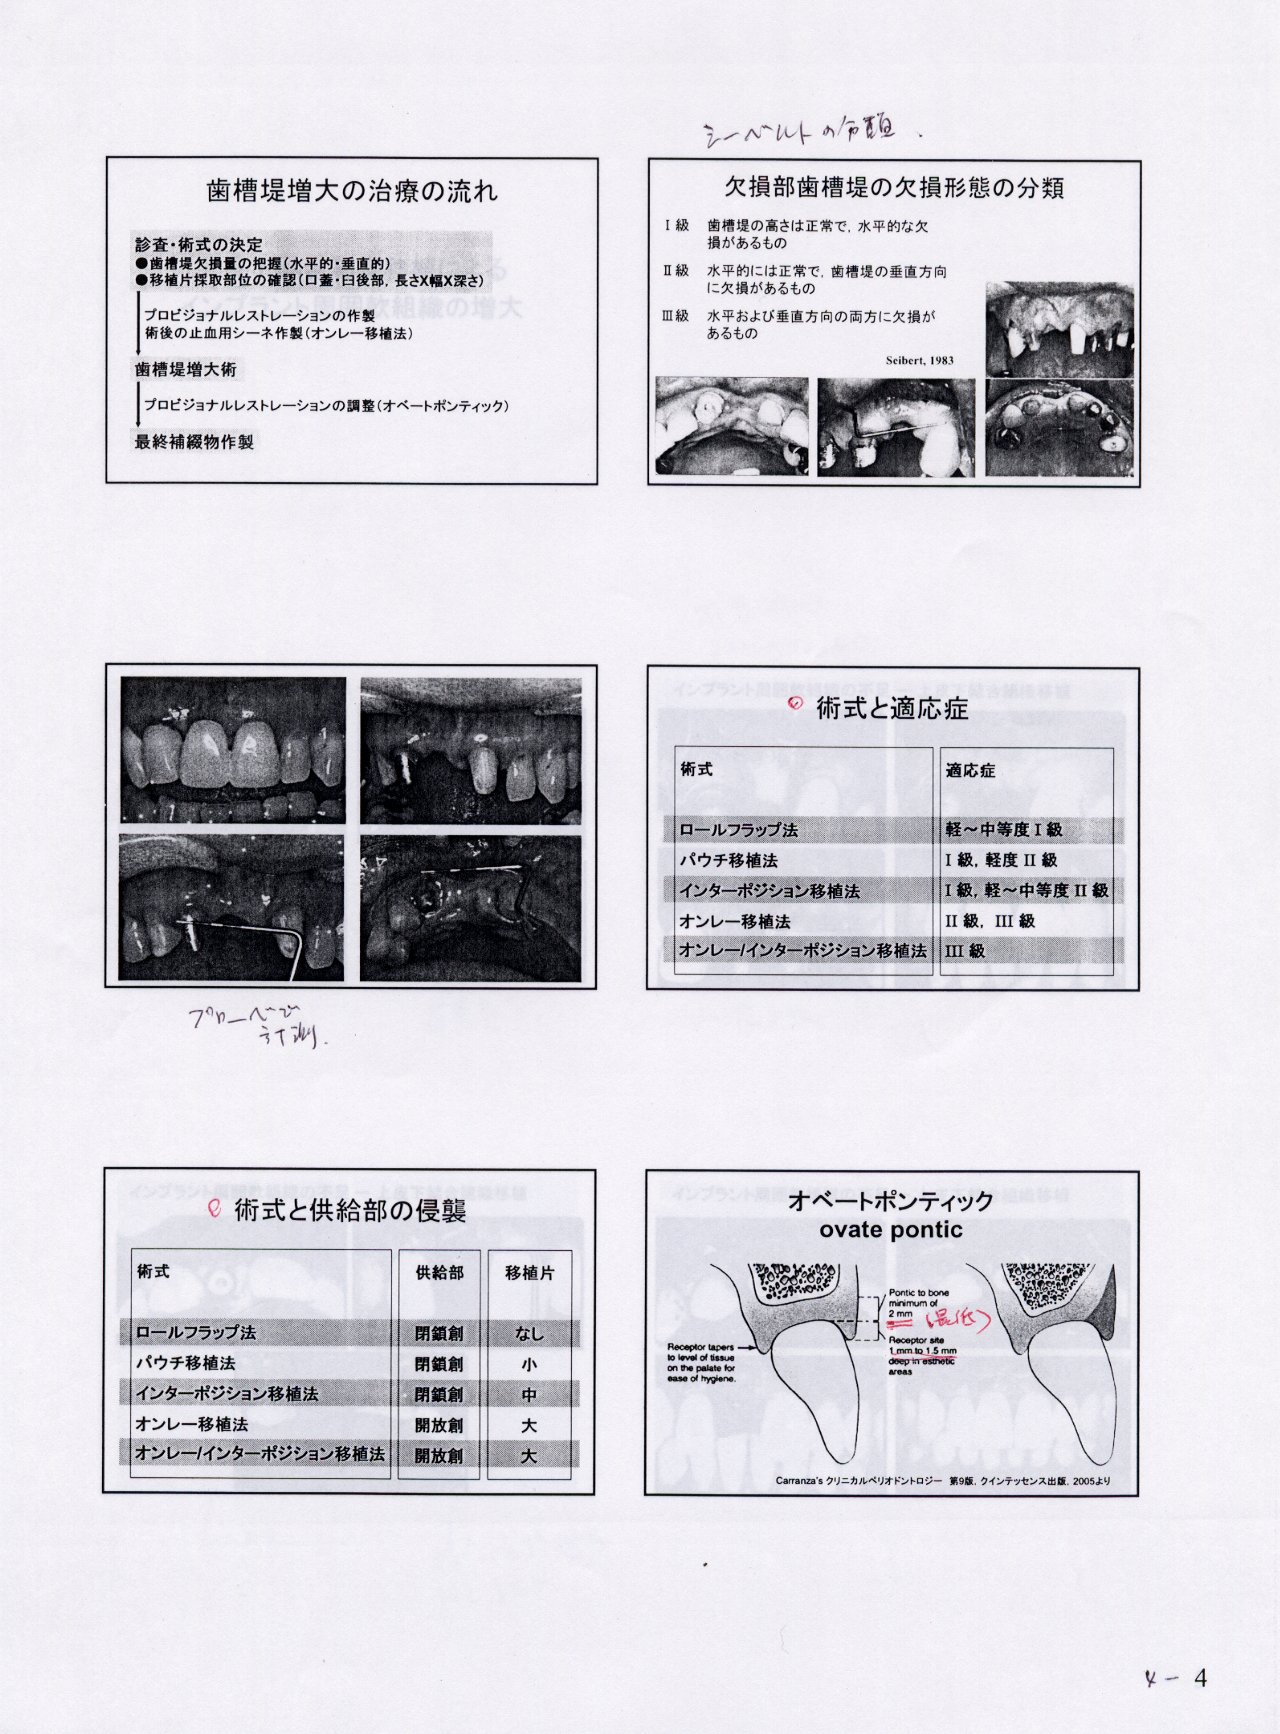 シーベルトの分類.
歯槽堤増大の治療の流れ
診査・術式の決定
●歯槽堤欠損量の把握(水平的・垂直的)
●移植片採取部位の確認(口蓋・臼後部, 長さX幅X深さ)
プロビジョナルレストレーションの作製
術後の止血用シーネ作製(オンレー移植法)
歯槽堤増大術
プロビジョナルレストレーションの調整(オベートポンティック)
最終補綴物作製
欠損部歯槽堤の欠損形態の分類
I 級 歯槽堤の高さは正常で, 水平的な欠
損があるもの
II 級 水平的には正常で, 歯槽堤の垂直方向
に欠損があるもの
III 級 水平および垂直方向の両方に欠損が
あるもの
Seibert, 1983
プローベで
計測.
術式と適応症
術式 適応症
ロールフラップ法 軽〜中等度 I 級
パウチ移植法 I 級, 軽度 II 級
インターポジション移植法 I 級, 軽〜中等度 II 級
オンレー移植法 II 級, III 級
オンレー/インターポジション移植法 III 級
術式と供給部の侵襲
術式 供給部 移植片
ロールフラップ法 閉鎖創 なし
パウチ移植法 閉鎖創 小
インターポジション移植法 閉鎖創 中
オンレー移植法 開放創 大
オンレー/インターポジション移植法 開放創 大
オベートポンティック
ovate pontic
Pontic to bone
minimum of
2 mm (最低)
Receptor site
1 mm to 1.5 mm
deep in esthetic
areas
Receptor tapers
to level of tissue
on the palate for
ease of hygiene.
Carranza's クリニカルペリオドントロジー 第9版, クインテッセンス出版, 2005より
4 - 4